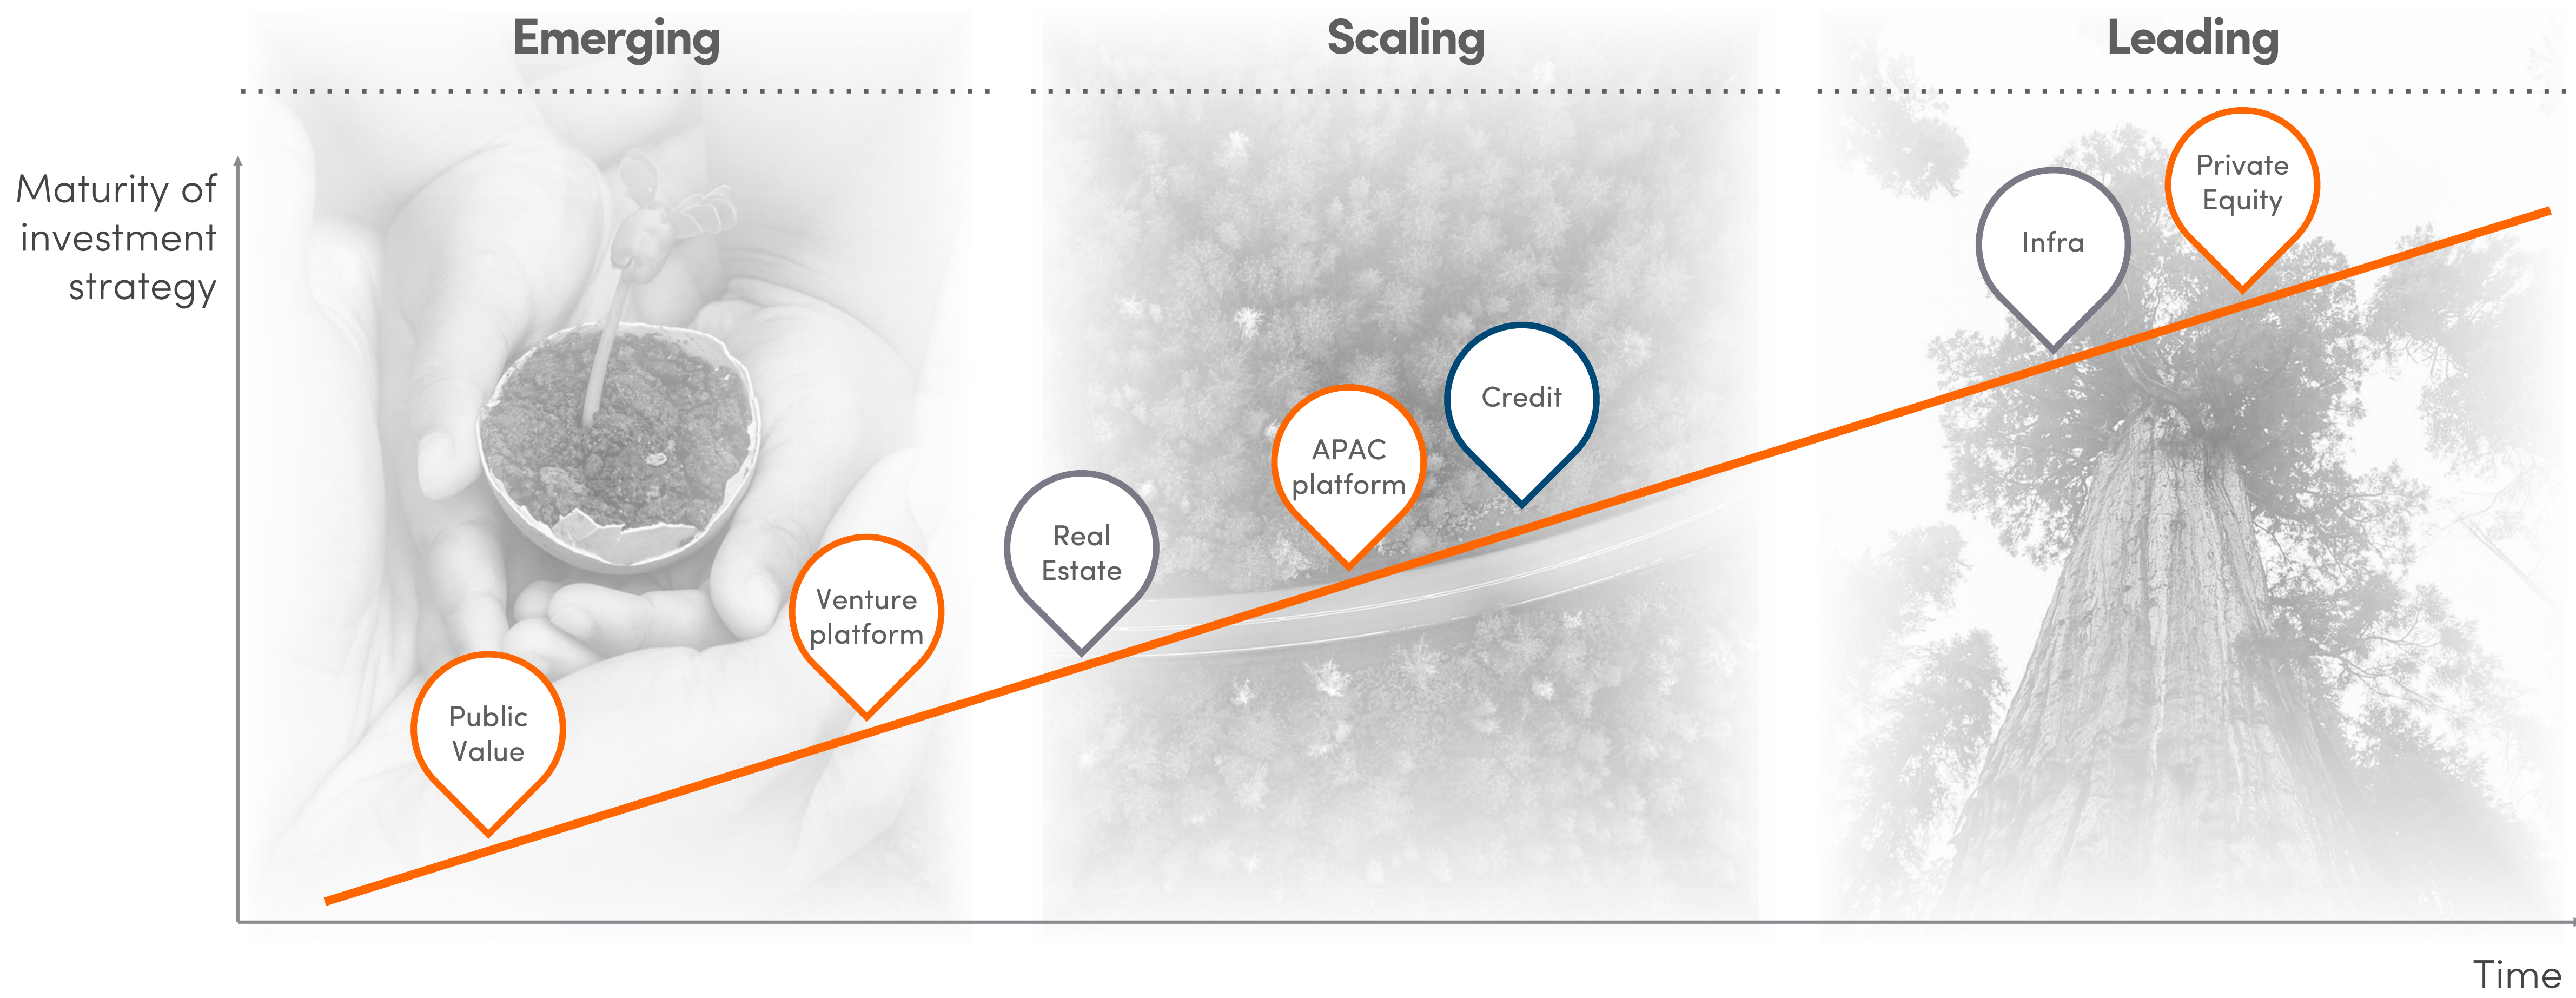 Emerging
Scaling
Leading
Maturity of
investment
strategy
Public
Value
Venture
platform
Real
Estate
APAC
platform
Credit
Infra
Private
Equity
Time